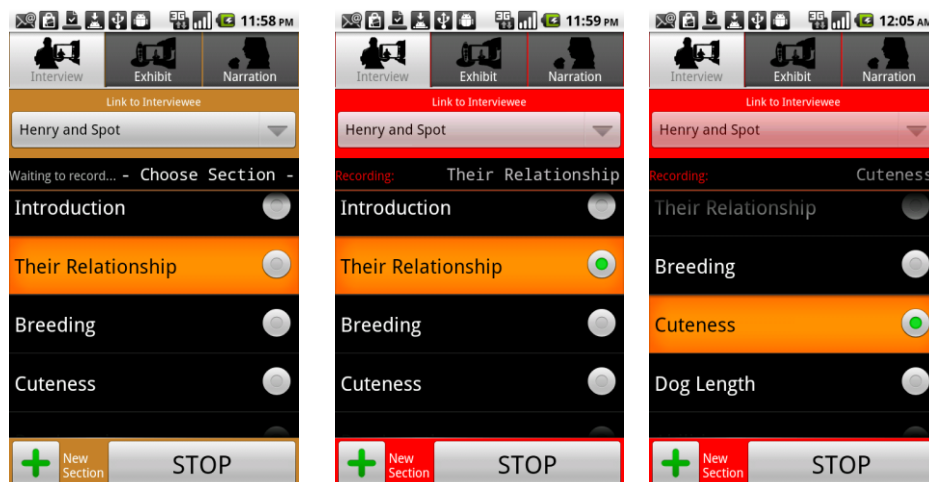 3G 11:58 PM
Interview Exhibit Narration
Link to Interviewee
Henry and Spot
Waiting to record... - Choose Section -
Introduction
Their Relationship
Breeding
Cuteness
New
Section
STOP
3G 11:59 PM
Interview Exhibit Narration
Link to Interviewee
Henry and Spot
Recording: Their Relationship
Introduction
Their Relationship
Breeding
Cuteness
New
Section
STOP
3G 12:05 AM
Interview Exhibit Narration
Link to Interviewee
Henry and Spot
Recording: Cuteness
Their Relationship
Breeding
Cuteness
Dog Length
New
Section
STOP